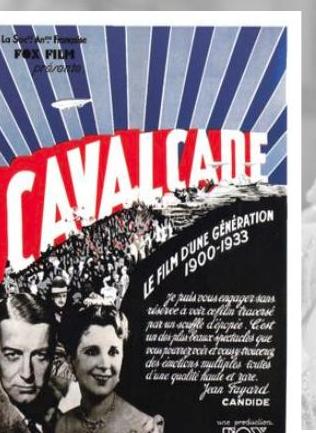 La Socté Anme Française
FOX FILM
présente
CAVALCADE
LE FILM D'UNE GÉNÉRATION
1900-1933
Je puis vous engager sans
réserve à voir ce film traversé
par un souffle d'épopée. C'est
un des plus beaux spectacles que
vous pourrez voir et vous y trouverez
des émotions multiples toutes
d'une qualité haute et rare.
Jean Fayard
CANDIDE
une production
FOX